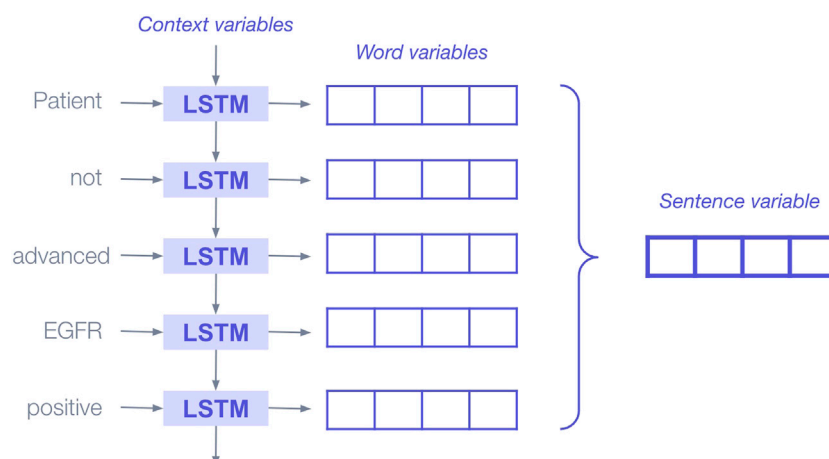 Context variables
Word variables
Patient LSTM
not LSTM
Sentence variable
advanced LSTM
EGFR LSTM
positive LSTM